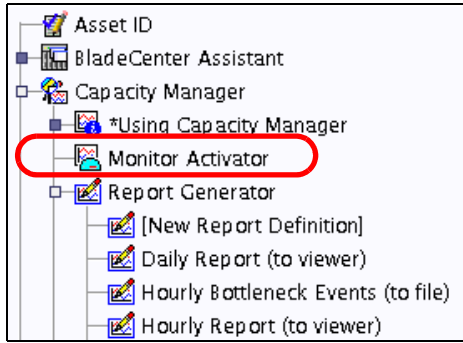 Asset ID
BladeCenter Assistant
Capacity Manager
*Using Capacity Manager
Monitor Activator
Report Generator
[New Report Definition]
Daily Report (to viewer)
Hourly Bottleneck Events (to file)
Hourly Report (to viewer)